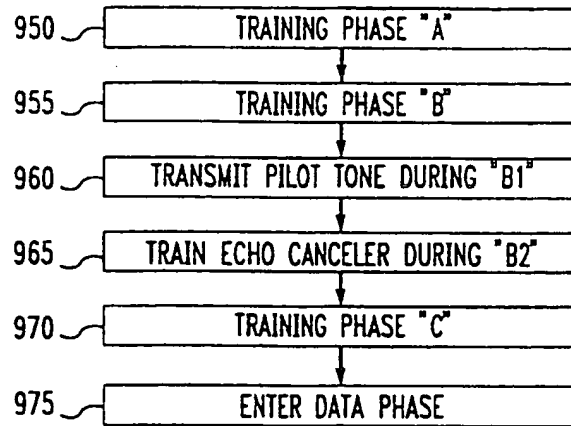 950 TRAINING PHASE "A"
955 TRAINING PHASE "B"
960 TRANSMIT PILOT TONE DURING "B1"
965 TRAIN ECHO CANCELER DURING "B2"
970 TRAINING PHASE "C"
975 ENTER DATA PHASE